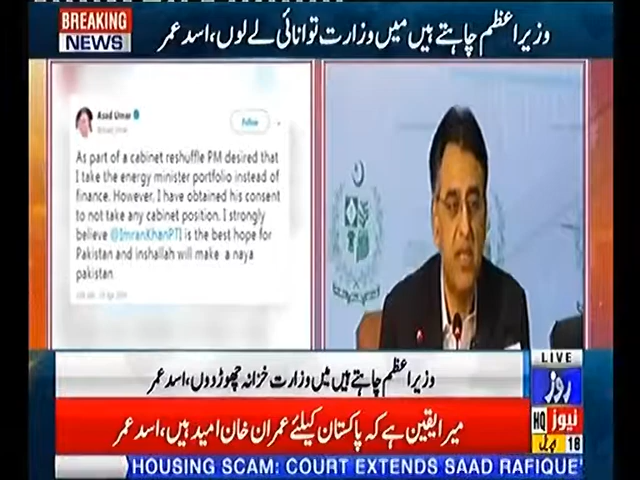 BREAKING
NEWS
وزیراعظم چاہتے ہیں میں وزارت توانائی لے لوں، اسد عمر
Asad Umar
Follow
As part of a cabinet reshuffle PM desired that
I take the energy minister portfolio instead of
finance. However, I have obtained his consent
to not take any cabinet position. I strongly
believe @ImranKhanPTI is the best hope for
Pakistan and inshallah will make a naya
pakistan
وزیراعظم چاہتے ہیں میں وزارت خزانہ چھوڑ دوں، اسد عمر
میرا یقین ہے کہ پاکستان کیلئے عمران خان امید ہیں، اسد عمر
LIVE
روز
HQ نیوز
18 اپریل
HOUSING SCAM: COURT EXTENDS SAAD RAFIQUE'